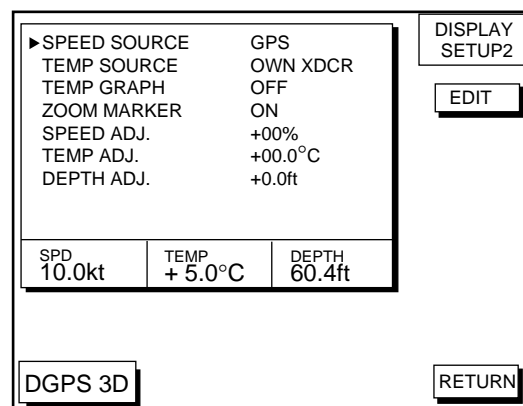 DISPLAY
SETUP2
▶SPEED SOURCE GPS
TEMP SOURCE OWN XDCR
TEMP GRAPH OFF
ZOOM MARKER ON
SPEED ADJ. +00%
TEMP ADJ. +00.0°C
DEPTH ADJ. +0.0ft
EDIT
SPD TEMP DEPTH
10.0kt + 5.0°C 60.4ft
DGPS 3D RETURN